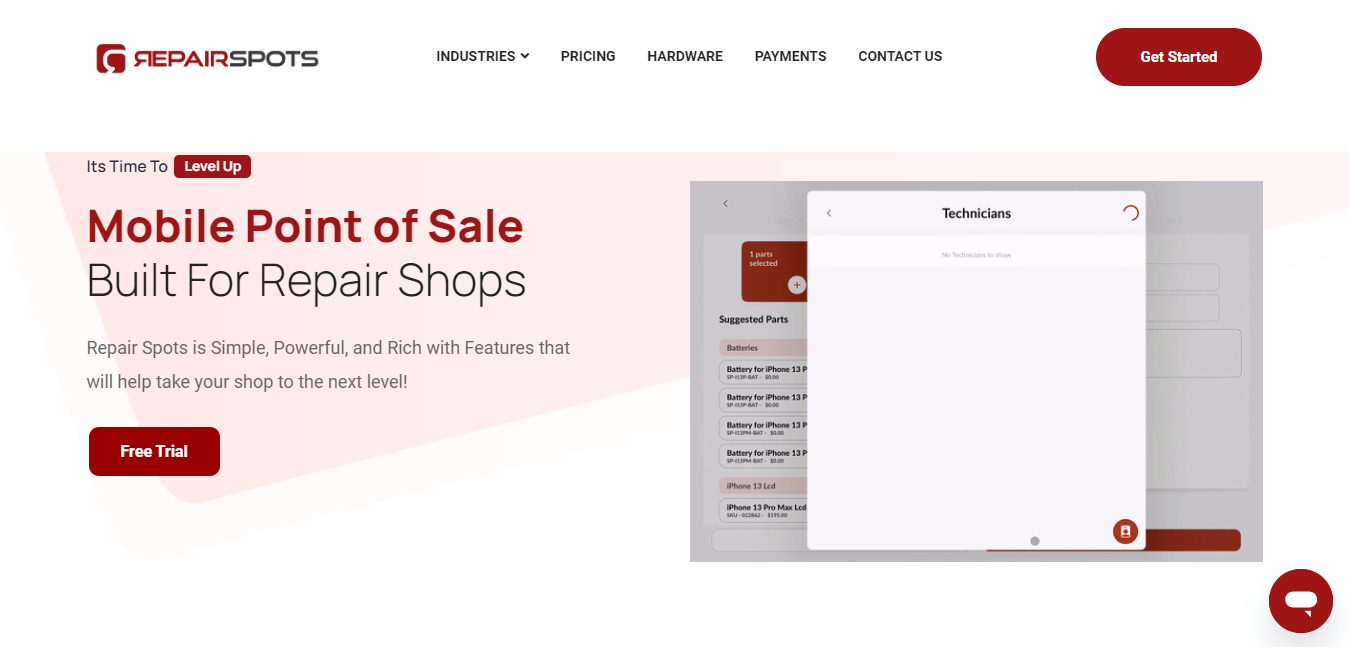 ЯEPAIRSPOTS
INDUSTRIES
PRICING
HARDWARE
PAYMENTS
CONTACT US
Get Started
Its Time To Level Up
Mobile Point of Sale
Built For Repair Shops
Repair Spots is Simple, Powerful, and Rich with Features that
will help take your shop to the next level!
Free Trial
Technicians
No Technicians to show
1 parts
selected
Suggested Parts
Batteries
Battery for iPhone 13 P
SP-I13P-BAT - $0.00
Battery for iPhone 13 P
SP-I13P-BAT - $0.00
Battery for iPhone 13 P
SP-I13PM-BAT - $0.00
Battery for iPhone 13 P
SP-I13PM-BAT - $0.00
iPhone 13 Lcd
iPhone 13 Pro Max Lcd
SKU - 022862 - $195.00